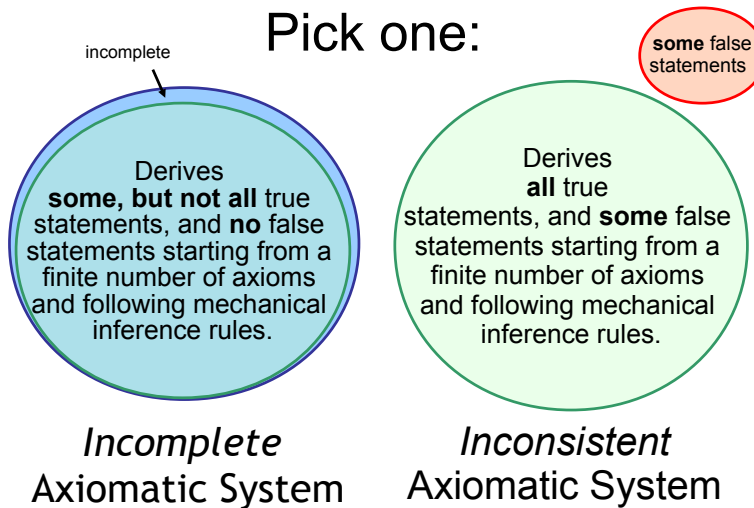 Pick one:
incomplete
some false
statements
Derives
some, but not all true
statements, and no false
statements starting from a
finite number of axioms
and following mechanical
inference rules.
Derives
all true
statements, and some false
statements starting from a
finite number of axioms
and following mechanical
inference rules.
Incomplete
Axiomatic System
Inconsistent
Axiomatic System